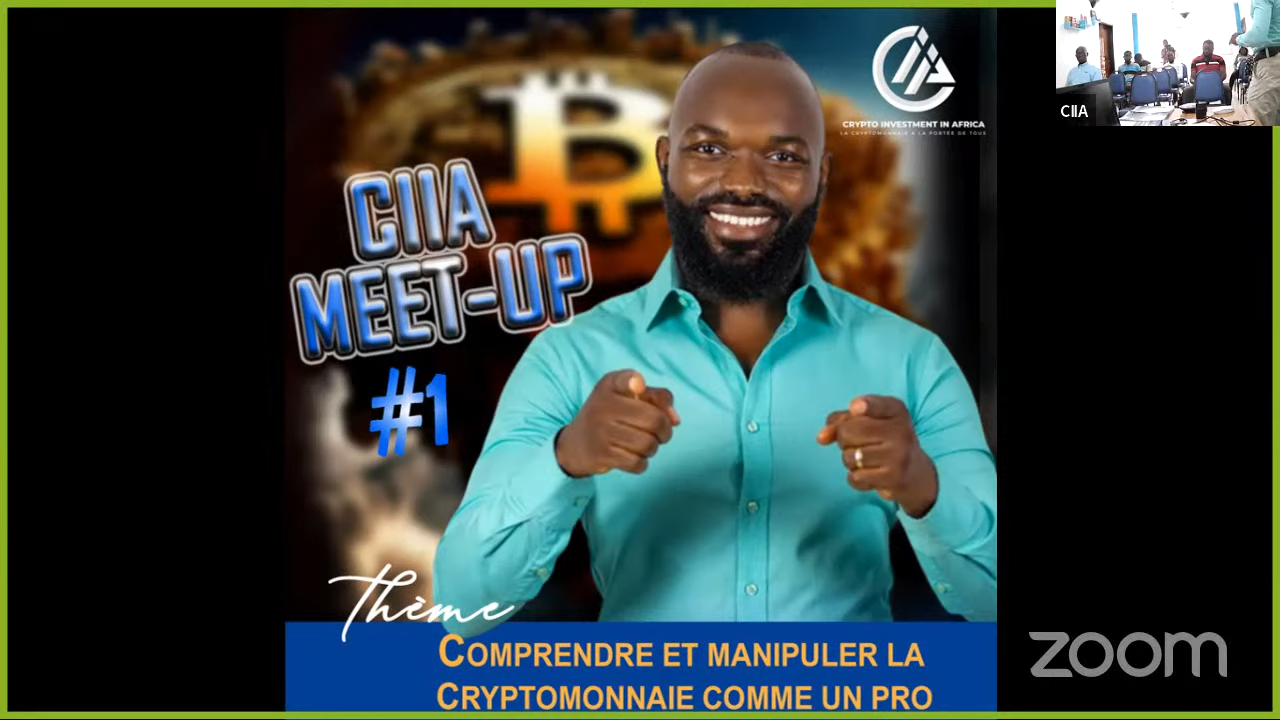 CRYPTO INVESTMENT IN AFRICA
LA CRYPTOMONNAIE A LA PORTÉE DE TOUS
CIIA
CIIA
MEET-UP
#1
Thème
COMPRENDRE ET MANIPULER LA
CRYPTOMONNAIE COMME UN PRO
zoom